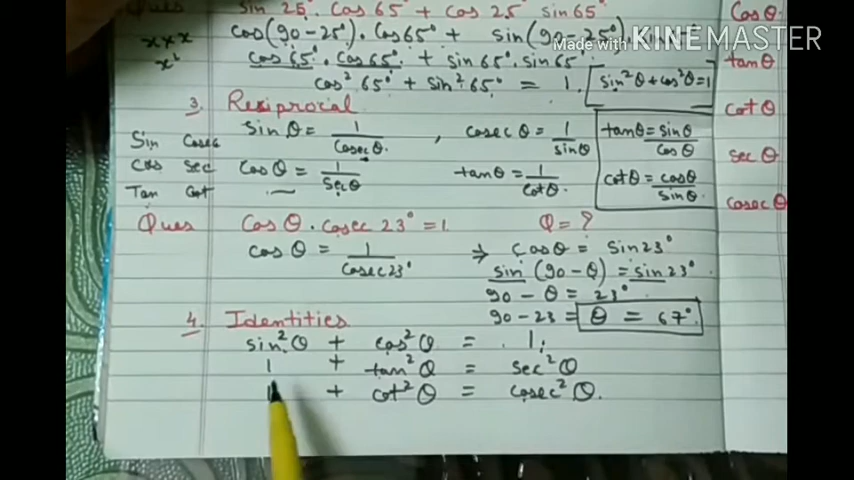 Ques Sin 25° . Cos 65° + Cos 25° sin 65°
cos(90-25°) . Cos 65° + sin(90-25°)
Made with KINEMASTER
x x x
x²
cos 65° . cos 65° + sin 65° . sin 65°
cos² 65° + sin² 65° = 1. sin²θ + cos²θ = 1
3. Resiprocal
Sin Cosec
cos sec
Tan Cot
sin θ = 1/Cosec θ. , cosec θ = 1/sin θ
cos θ = 1/Sec θ tan θ = 1/Cot θ.
tan θ = sin θ/Cos θ
cot θ = cos θ/Sin θ.
Ques Cos θ . Cosec 23° = 1. Q = ?
cos θ = 1/Cosec 23° ⇒ Cos θ = Sin 23°
sin (90 - θ) = sin 23°
90 - θ = 23°
90 - 23 = θ = 67°
4. Identities
sin²θ + cos²θ = 1,
1 + tan²θ = sec²θ
1 + cot²θ = Cosec²θ.
Cos θ
tan θ
cot θ
sec θ
Cosec θ